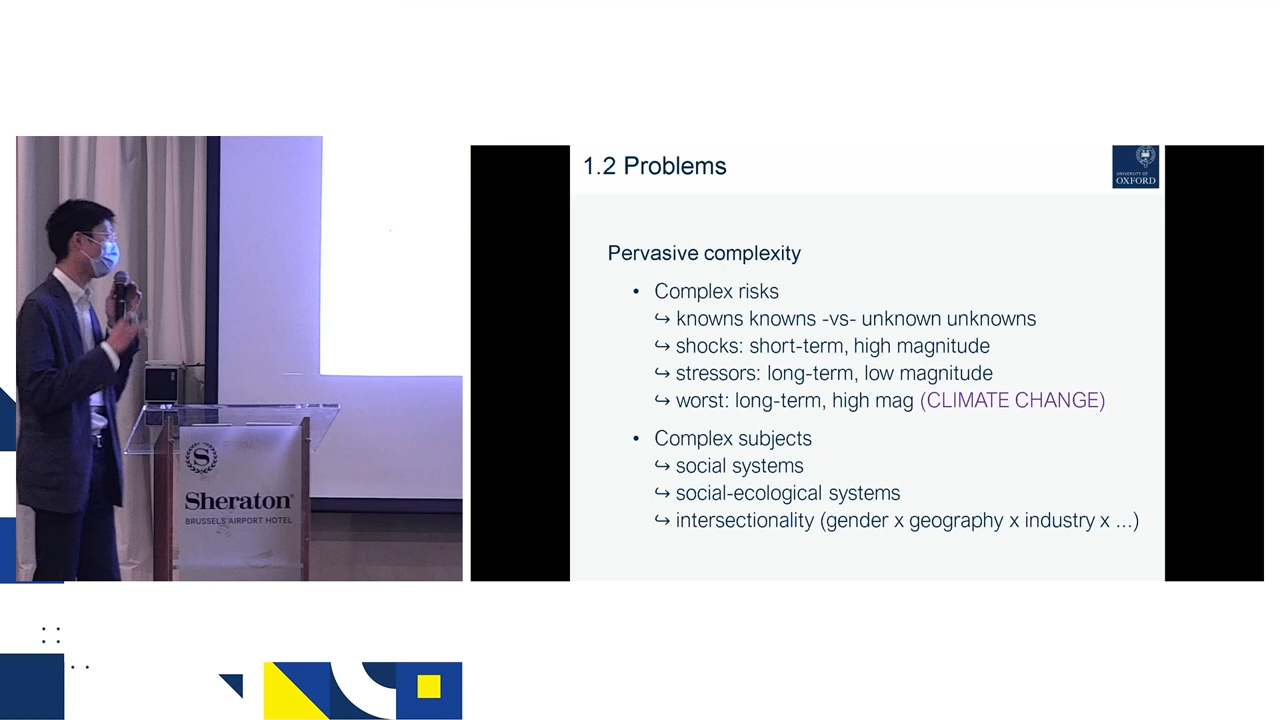 1.2 Problems
UNIVERSITY OF
OXFORD
Pervasive complexity
• Complex risks
↪ knowns knowns -vs- unknown unknowns
↪ shocks: short-term, high magnitude
↪ stressors: long-term, low magnitude
↪ worst: long-term, high mag (CLIMATE CHANGE)
• Complex subjects
↪ social systems
↪ social-ecological systems
↪ intersectionality (gender x geography x industry x ...)
S
Sheraton®
BRUSSELS AIRPORT HOTEL